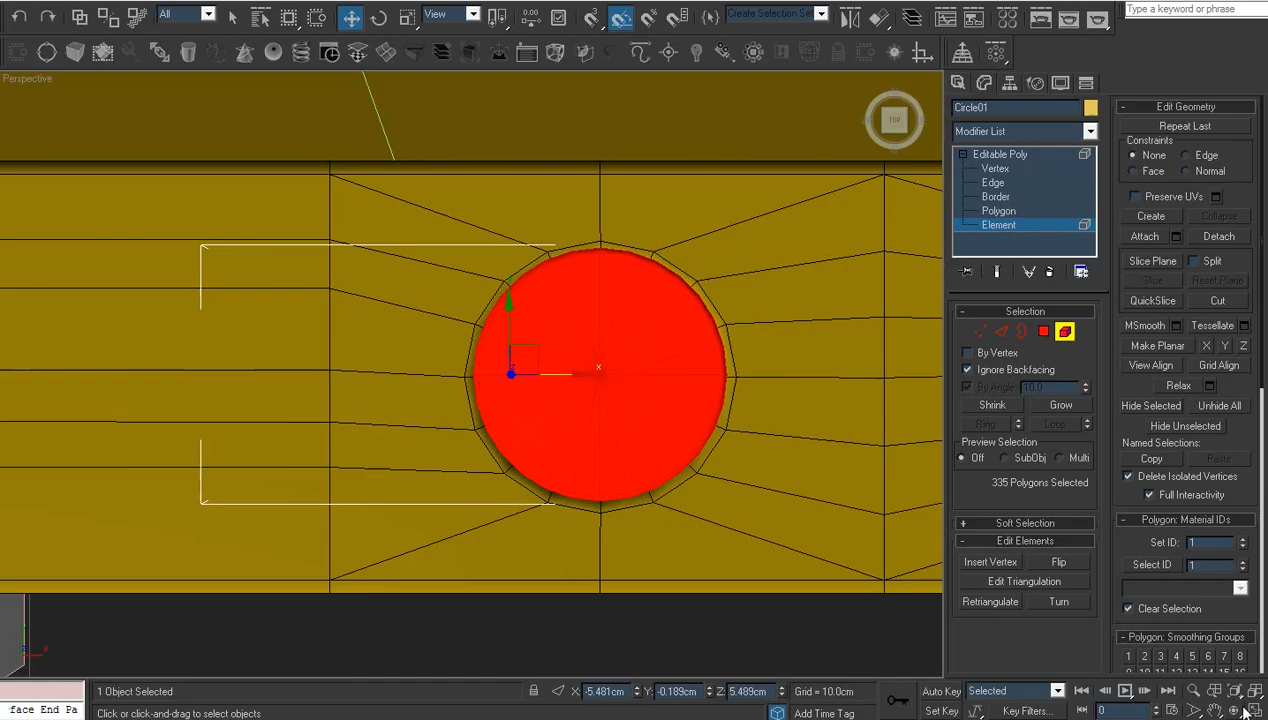 Type a keyword or phrase
All
View
Create Selection Set
Perspective
TOP
x
x
Circle01
Modifier List
Editable Poly
Vertex
Edge
Border
Polygon
Element
Selection
By Vertex
Ignore Backfacing
By Angle: 10.0
Shrink Grow
Ring Loop
Preview Selection
Off SubObj Multi
335 Polygons Selected
Soft Selection
Edit Elements
Insert Vertex Flip
Edit Triangulation
Retriangulate Turn
Edit Geometry
Repeat Last
Constraints
None Edge
Face Normal
Preserve UVs
Create Collapse
Attach Detach
Slice Plane Split
Slice Reset Plane
QuickSlice Cut
MSmooth Tessellate
Make Planar X Y Z
View Align Grid Align
Relax
Hide Selected Unhide All
Hide Unselected
Named Selections:
Copy Paste
Delete Isolated Vertices
Full Interactivity
Polygon: Material IDs
Set ID: 1
Select ID 1
Clear Selection
Polygon: Smoothing Groups
1 2 3 4 5 6 7 8
1 Object Selected X: -5.481cm Y: -0.189cm Z: 5.489cm Grid = 10.0cm Auto Key Selected
face End Pa Click or click-and-drag to select objects Add Time Tag Set Key Key Filters... 0